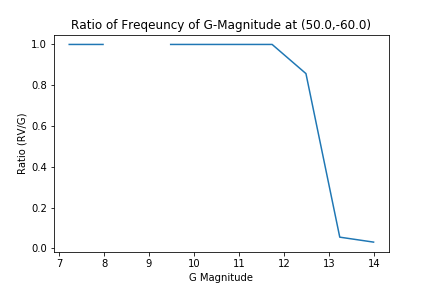 Ratio of Freqeuncy of G-Magnitude at (50.0,-60.0)
Ratio (RV/G)
1.0
0.8
0.6
0.4
0.2
0.0
7 8 9 10 11 12 13 14
G Magnitude